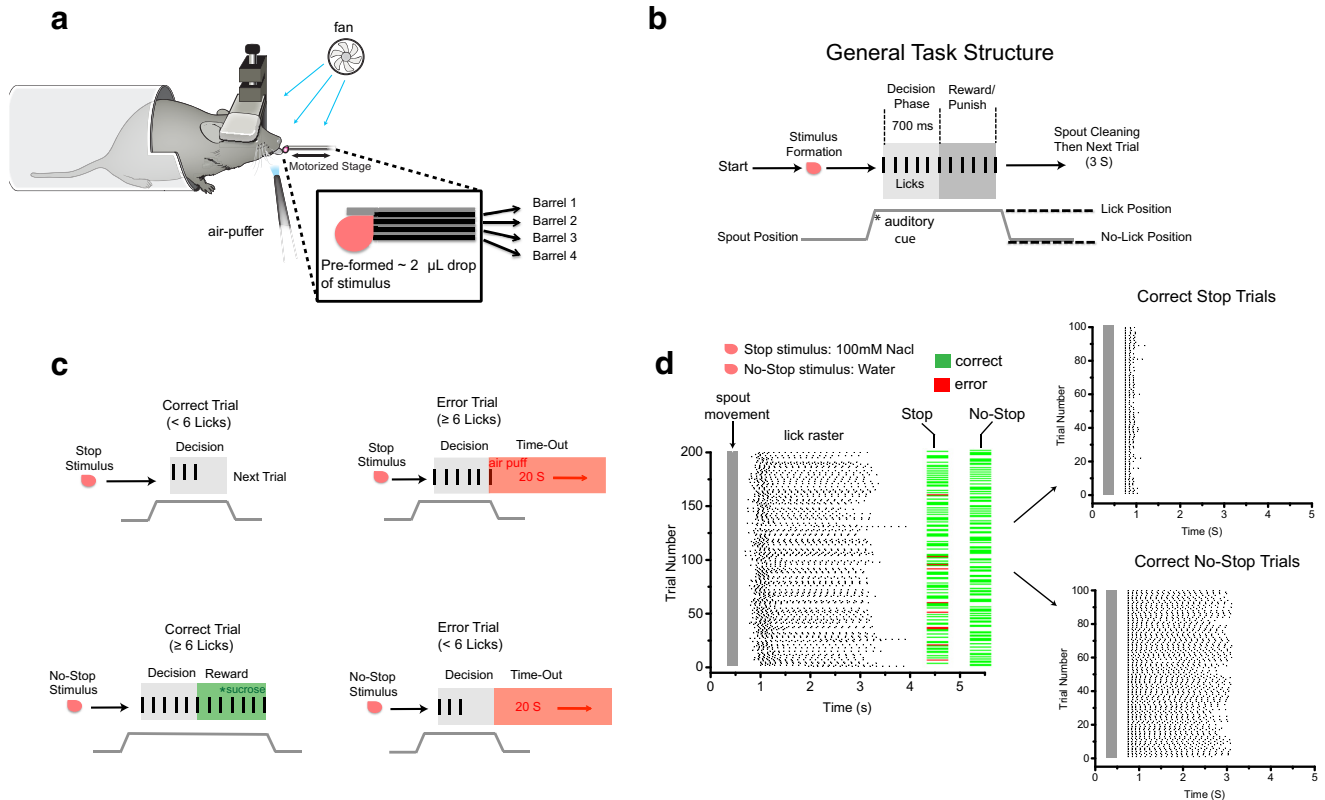 a
fan
Motorized Stage
air-puffer
Pre-formed ~ 2 µL drop
of stimulus
Barrel 1
Barrel 2
Barrel 3
Barrel 4
b
General Task Structure
Decision
Phase
700 ms
Reward/
Punish
Stimulus
Formation
Start
Licks
Spout Cleaning
Then Next Trial
(3 S)
Spout Position
* auditory
cue
Lick Position
No-Lick Position
c
Correct Trial
(< 6 Licks)
Decision
Stop
Stimulus
Next Trial
Error Trial
(≥ 6 Licks)
Decision
Time-Out
Stop
Stimulus
air puff
20 S
Correct Trial
(≥ 6 Licks)
Decision
Reward
No-Stop
Stimulus
*sucrose
Error Trial
(< 6 Licks)
Decision
Time-Out
No-Stop
Stimulus
20 S
d
Stop stimulus: 100mM Nacl
No-Stop stimulus: Water
correct
error
spout
movement
lick raster
Stop
No-Stop
Trial Number
200
150
100
50
0
0 1 2 3 4 5
Time (s)
Correct Stop Trials
Trial Number
100
80
60
40
20
0
0 1 2 3 4 5
Time (S)
Correct No-Stop Trials
Trial Number
100
80
60
40
20
0
0 1 2 3 4 5
Time (S)